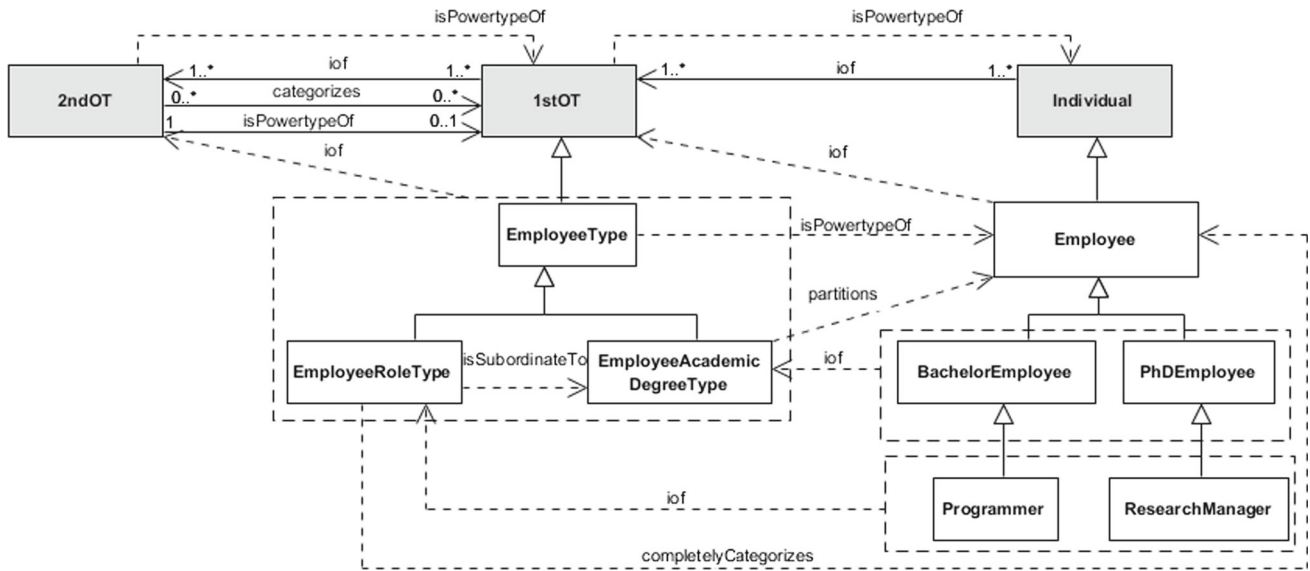 isPowertypeOf
isPowertypeOf
1..*
iof
1..*
1..*
iof
1..*
2ndOT
0..*
categorizes
0..*
1stOT
Individual
1
isPowertypeOf
0..1
iof
iof
EmployeeType
isPowertypeOf
Employee
partitions
EmployeeRoleType
isSubordinateTo
EmployeeAcademic
DegreeType
iof
BachelorEmployee
PhDEmployee
iof
Programmer
ResearchManager
completelyCategorizes